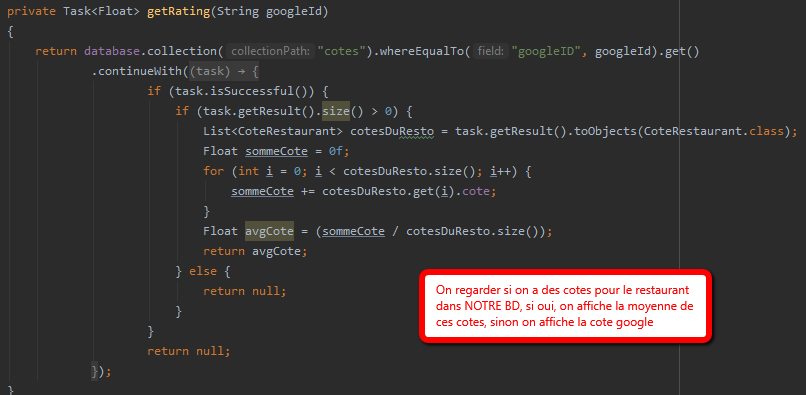 private Task<Float> getRating(String googleId)
{
return database.collection( collectionPath: "cotes").whereEqualTo( field: "googleID", googleId).get()
.continueWith((task) → {
if (task.isSuccessful()) {
if (task.getResult().size() > 0) {
List<CoteRestaurant> cotesDuResto = task.getResult().toObjects(CoteRestaurant.class);
Float sommeCote = 0f;
for (int i = 0; i < cotesDuResto.size(); i++) {
sommeCote += cotesDuResto.get(i).cote;
}
Float avgCote = (sommeCote / cotesDuResto.size());
return avgCote;
} else {
return null;
}
}
return null;
});
}
On regarder si on a des cotes pour le restaurant
dans NOTRE BD, si oui, on affiche la moyenne de
ces cotes, sinon on affiche la cote google